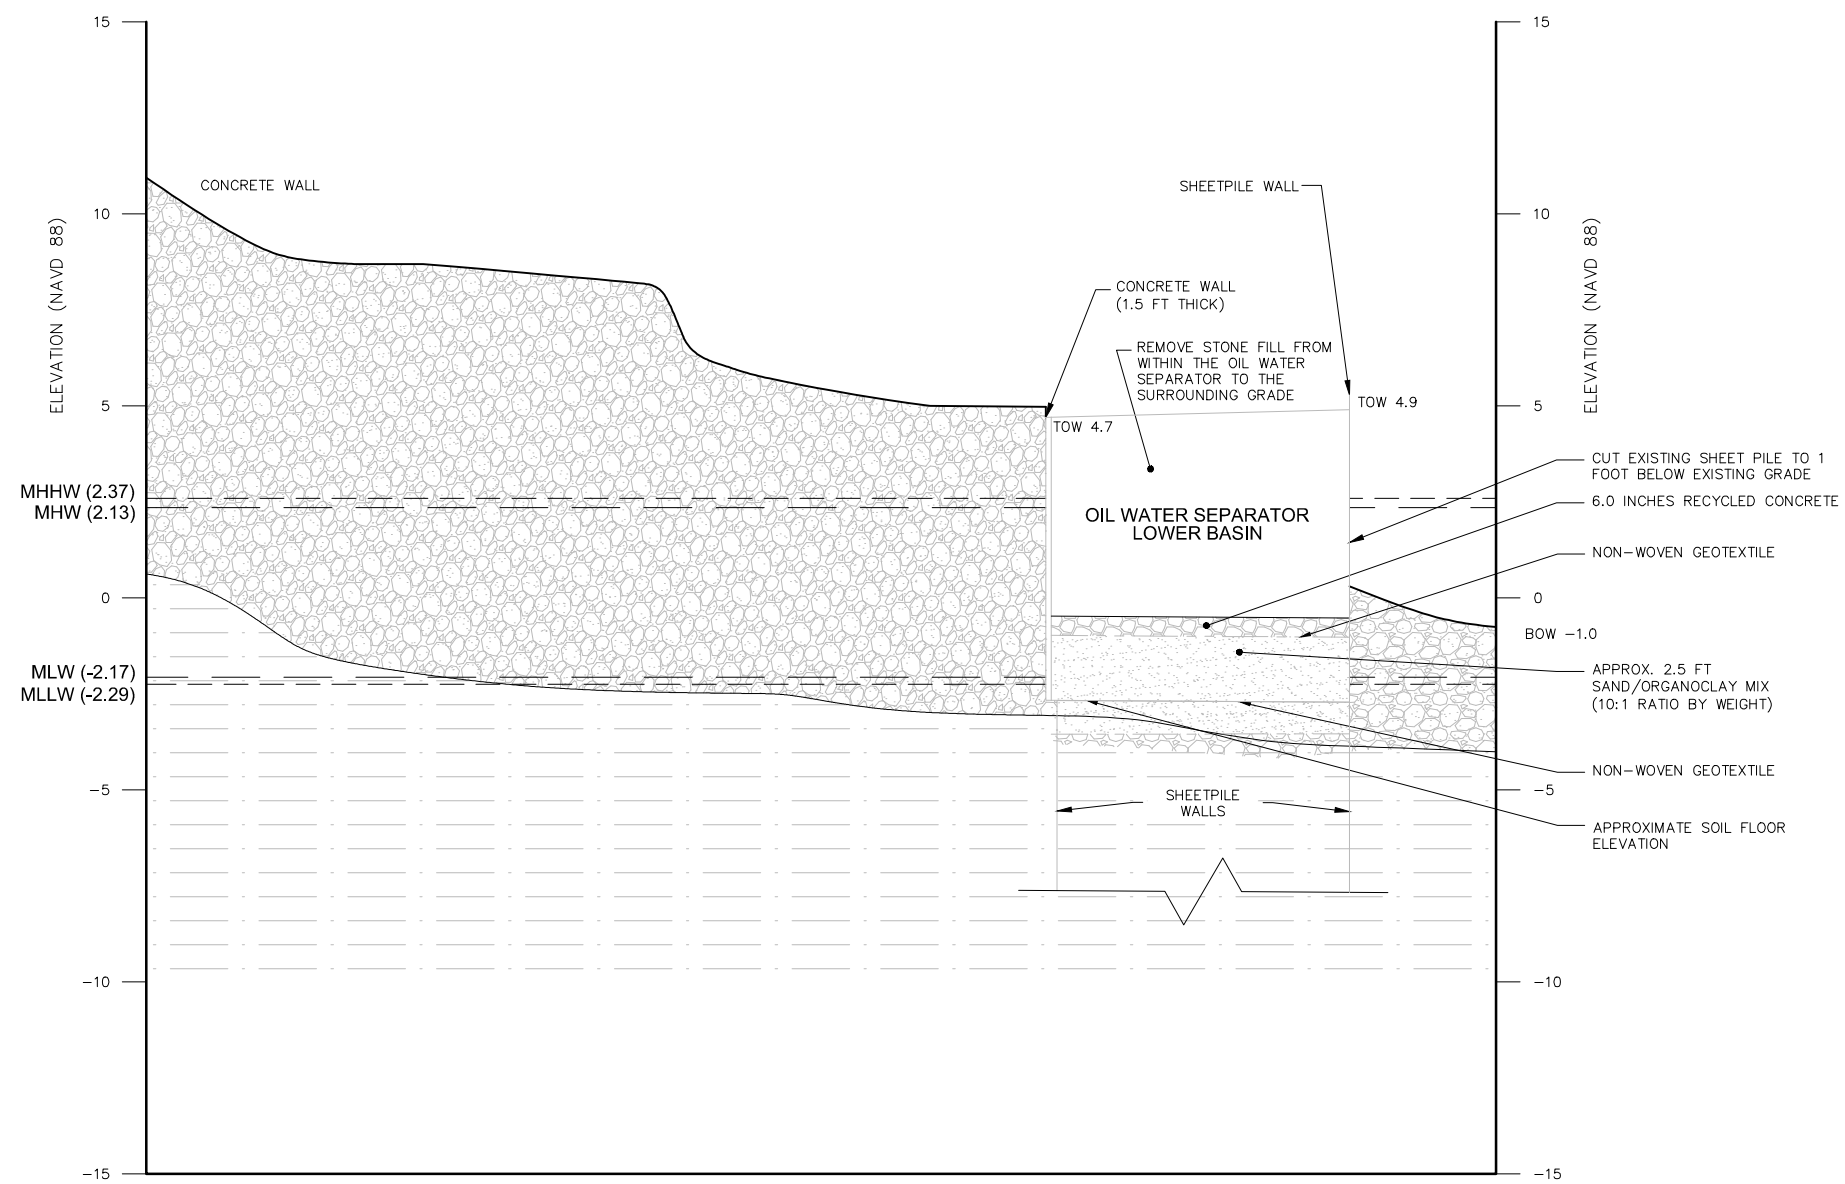 15
15
CONCRETE WALL
SHEETPILE WALL
10
10
ELEVATION (NAVD 88)
ELEVATION (NAVD 88)
CONCRETE WALL
(1.5 FT THICK)
REMOVE STONE FILL FROM
WITHIN THE OIL WATER
SEPARATOR TO THE
SURROUNDING GRADE
5
5
TOW 4.9
TOW 4.7
CUT EXISTING SHEET PILE TO 1
FOOT BELOW EXISTING GRADE
MHHW (2.37)
MHW (2.13)
6.0 INCHES RECYCLED CONCRETE
OIL WATER SEPARATOR
LOWER BASIN
NON-WOVEN GEOTEXTILE
0
0
BOW -1.0
MLW (-2.17)
MLLW (-2.29)
APPROX. 2.5 FT
SAND/ORGANOCLAY MIX
(10:1 RATIO BY WEIGHT)
NON-WOVEN GEOTEXTILE
-5
-5
SHEETPILE
WALLS
APPROXIMATE SOIL FLOOR
ELEVATION
-10
-10
-15
-15